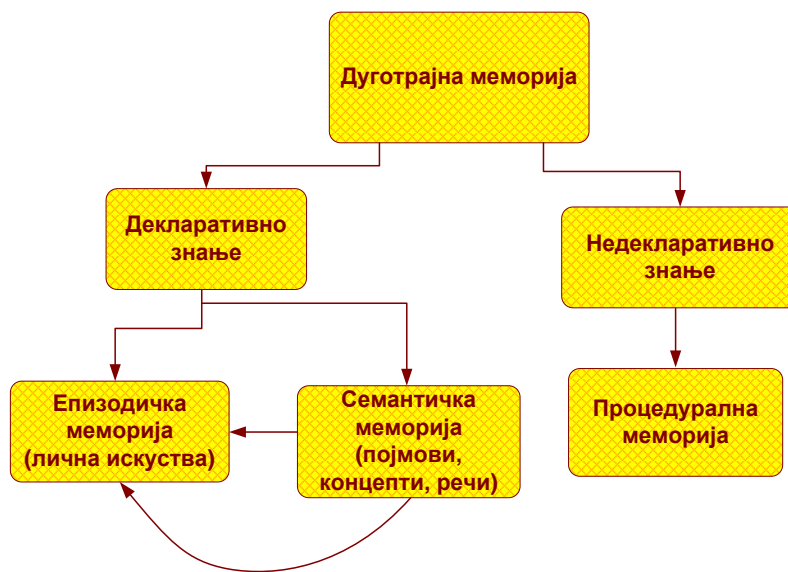 Дуготрајна меморија
Декларативно
знање
Недекларативно
знање
Епизодичка
меморија
(лична искуства)
Семантичка
меморија
(појмови,
концепти, речи)
Процедурална
меморија